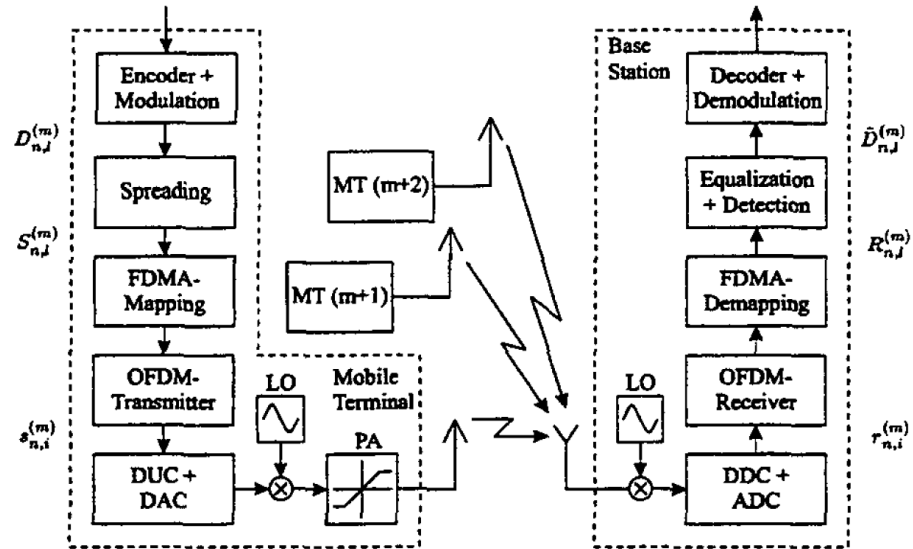 Encoder +
Modulation
D_{n,l}^{(m)}
Spreading
S_{n,l}^{(m)}
FDMA-
Mapping
OFDM-
Transmitter
s_{n,i}^{(m)}
DUC +
DAC
LO
Mobile
Terminal
PA
MT (m+2)
MT (m+1)
Base
Station
Decoder +
Demodulation
D̃_{n,l}^{(m)}
Equalization
+ Detection
R_{n,l}^{(m)}
FDMA-
Demapping
LO
OFDM-
Receiver
r_{n,i}^{(m)}
DDC +
ADC